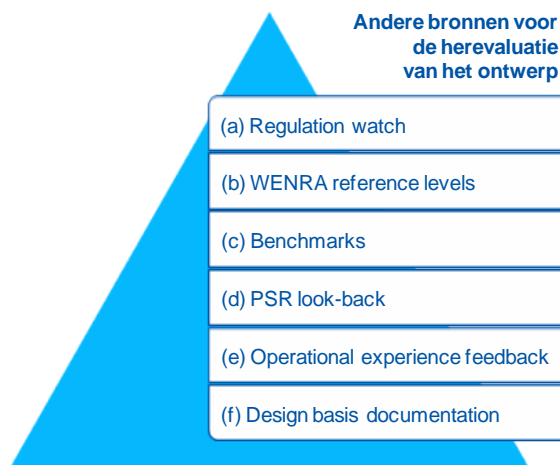 Andere bronnen voor
de herevaluatie
van het ontwerp
(a) Regulation watch
(b) WENRA reference levels
(c) Benchmarks
(d) PSR look-back
(e) Operational experience feedback
(f) Design basis documentation